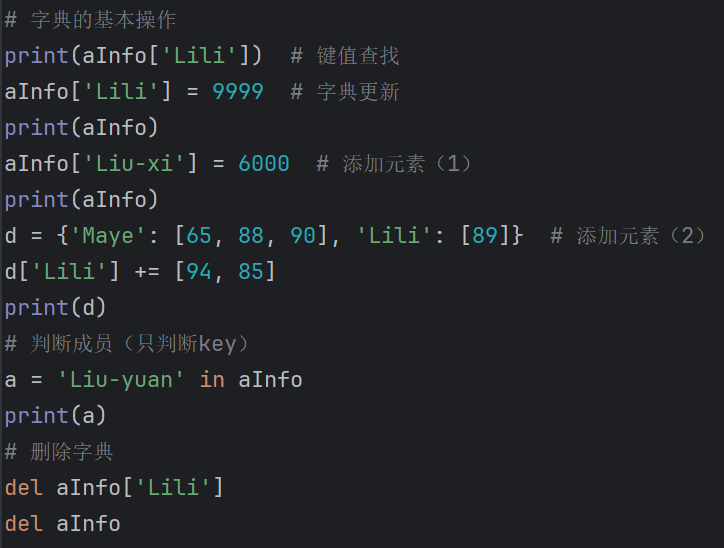 # 字典的基本操作
print(aInfo['Lili'])  # 键值查找
aInfo['Lili'] = 9999  # 字典更新
print(aInfo)
aInfo['Liu-xi'] = 6000  # 添加元素（1）
print(aInfo)
d = {'Maye': [65, 88, 90], 'Lili': [89]}  # 添加元素（2）
d['Lili'] += [94, 85]
print(d)
# 判断成员（只判断key）
a = 'Liu-yuan' in aInfo
print(a)
# 删除字典
del aInfo['Lili']
del aInfo